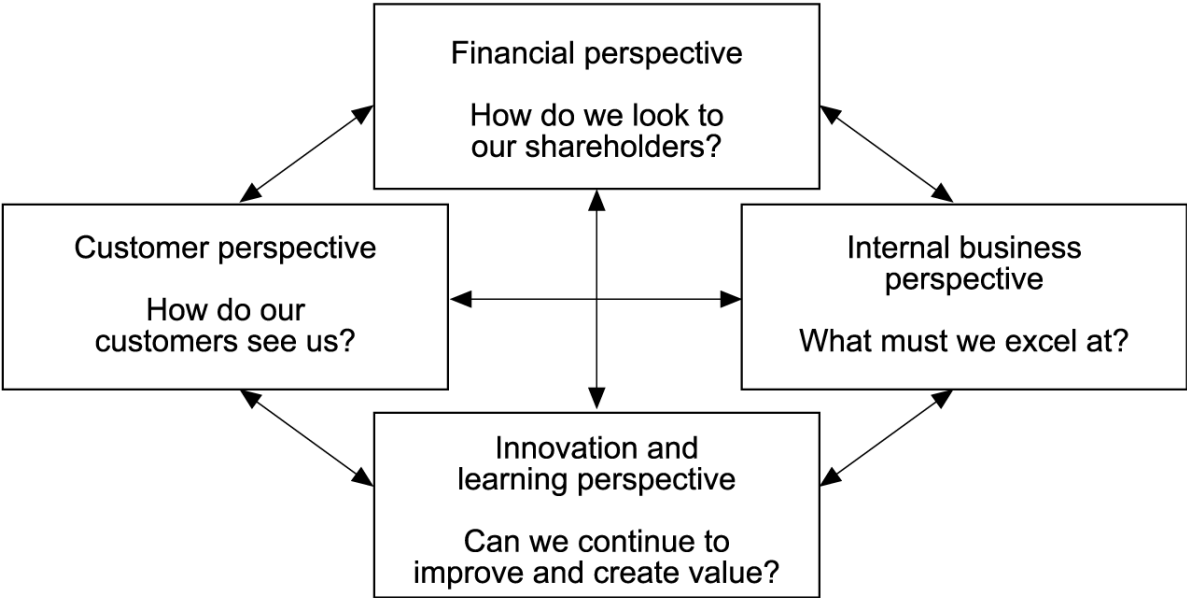 Financial perspective
How do we look to
our shareholders?
Customer perspective
How do our
customers see us?
Internal business
perspective
What must we excel at?
Innovation and
learning perspective
Can we continue to
improve and create value?